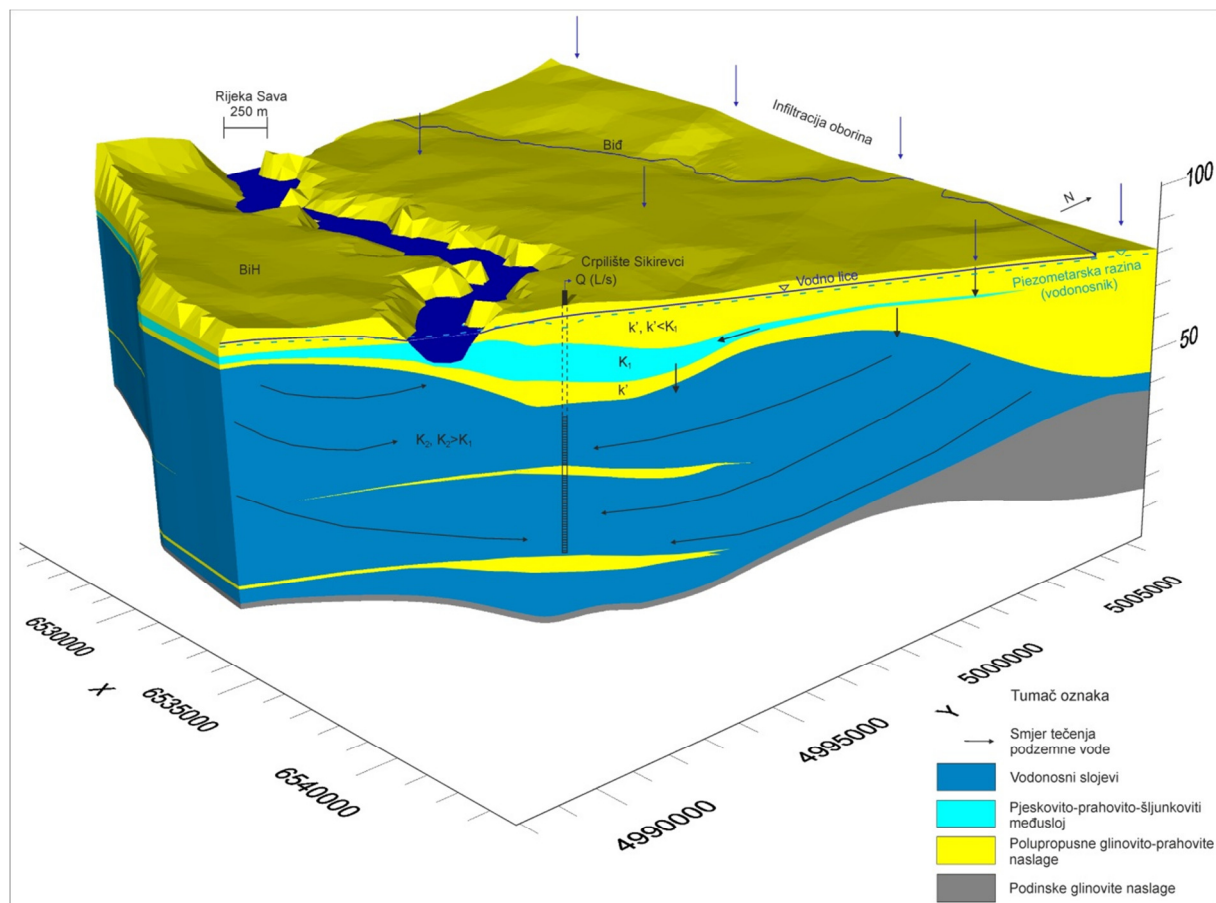 Rijeka Sava
250 m
Infiltracija oborina
Biđ
N
100
BiH
Crpilište Sikirevci
Q (L/s)
Vodno lice
Piezometarska razina
(vodonosnik)
k', k'<K₁
50
K₁
k'
K₂, K₂>K₁
6530000
X
6535000
6540000
4990000
4995000
Y
5000000
5005000
Tumač oznaka
Smjer tečenja
podzemne vode
Vodonosni slojevi
Pjeskovito-prahovito-šljunkoviti
međusloj
Polupropusne glinovito-prahovite
naslage
Podinske glinovite naslage